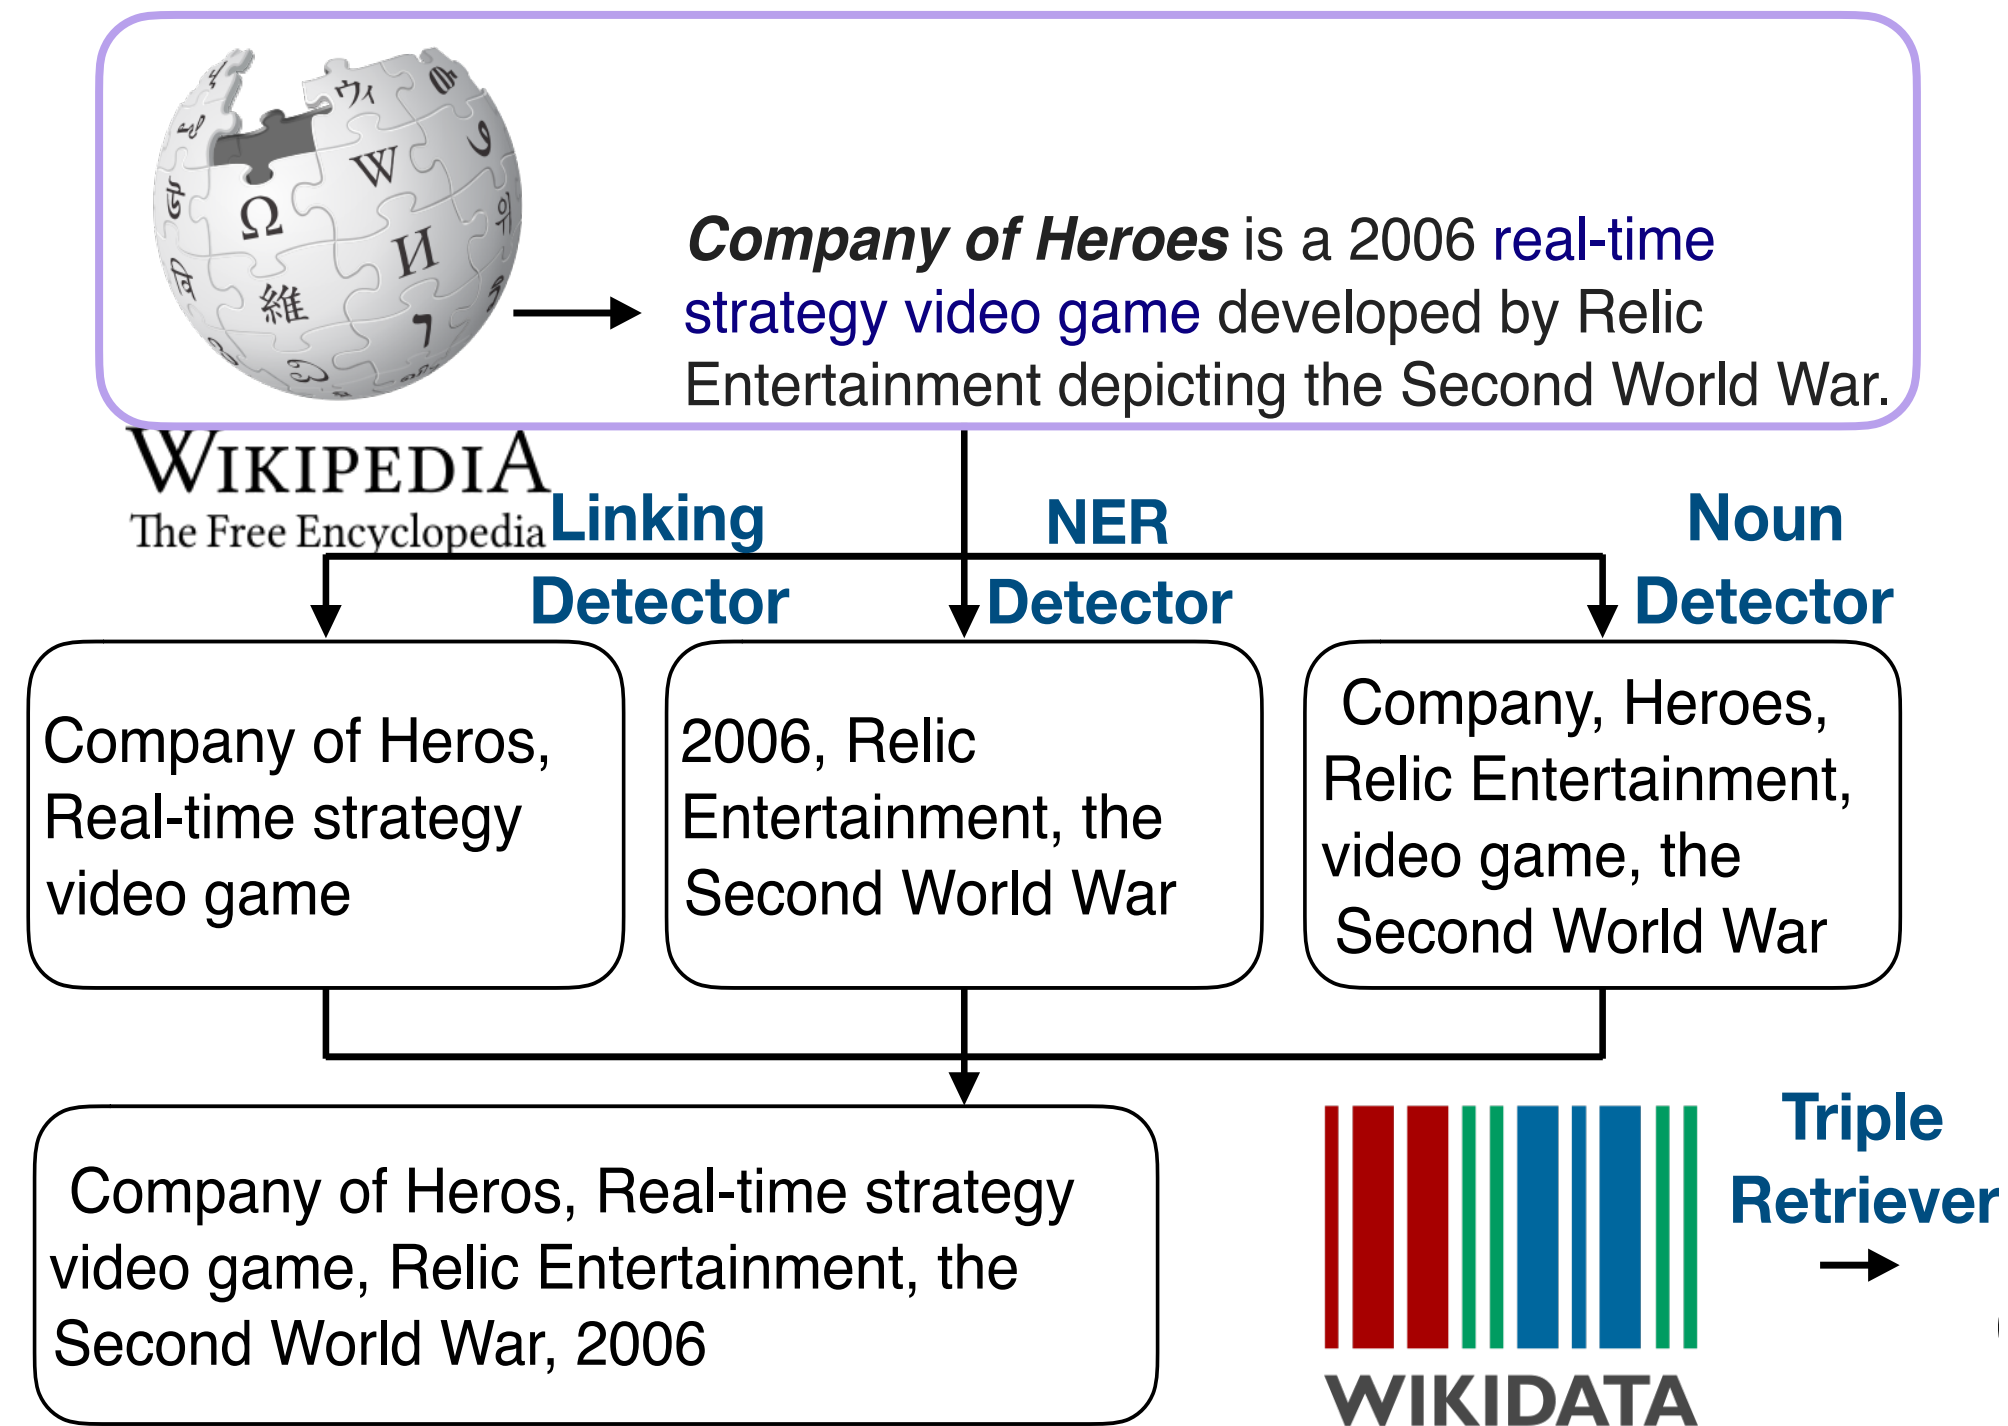 Company of Heroes is a 2006 real-time
strategy video game developed by Relic
Entertainment depicting the Second World War.
WIKIPEDIA
The Free Encyclopedia
Linking
Detector
NER
Detector
Noun
Detector
Company of Heros,
Real-time strategy
video game
2006, Relic
Entertainment, the
Second World War
Company, Heroes,
Relic Entertainment,
video game, the
Second World War
Company of Heros, Real-time strategy
video game, Relic Entertainment, the
Second World War, 2006
WIKIDATA
Triple
Retriever